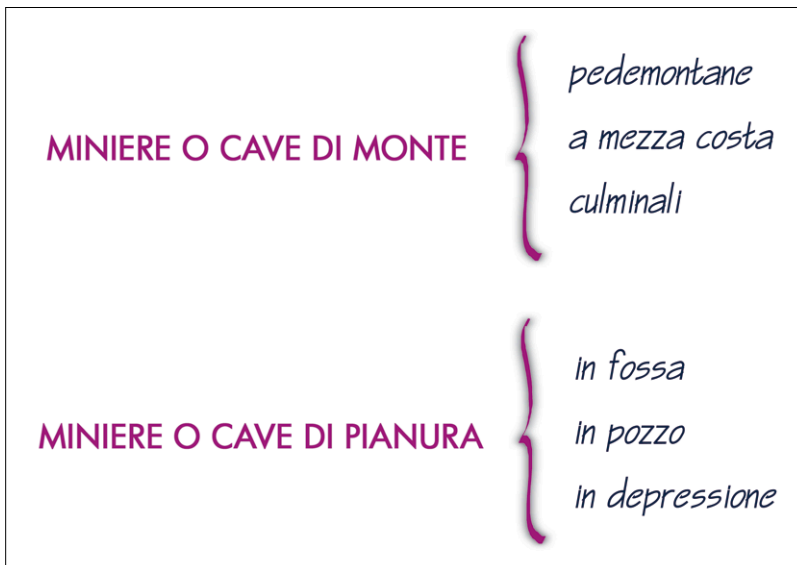 MINIERE O CAVE DI MONTE
pedemontane
a mezza costa
culminali
MINIERE O CAVE DI PIANURA
in fossa
in pozzo
in depressione